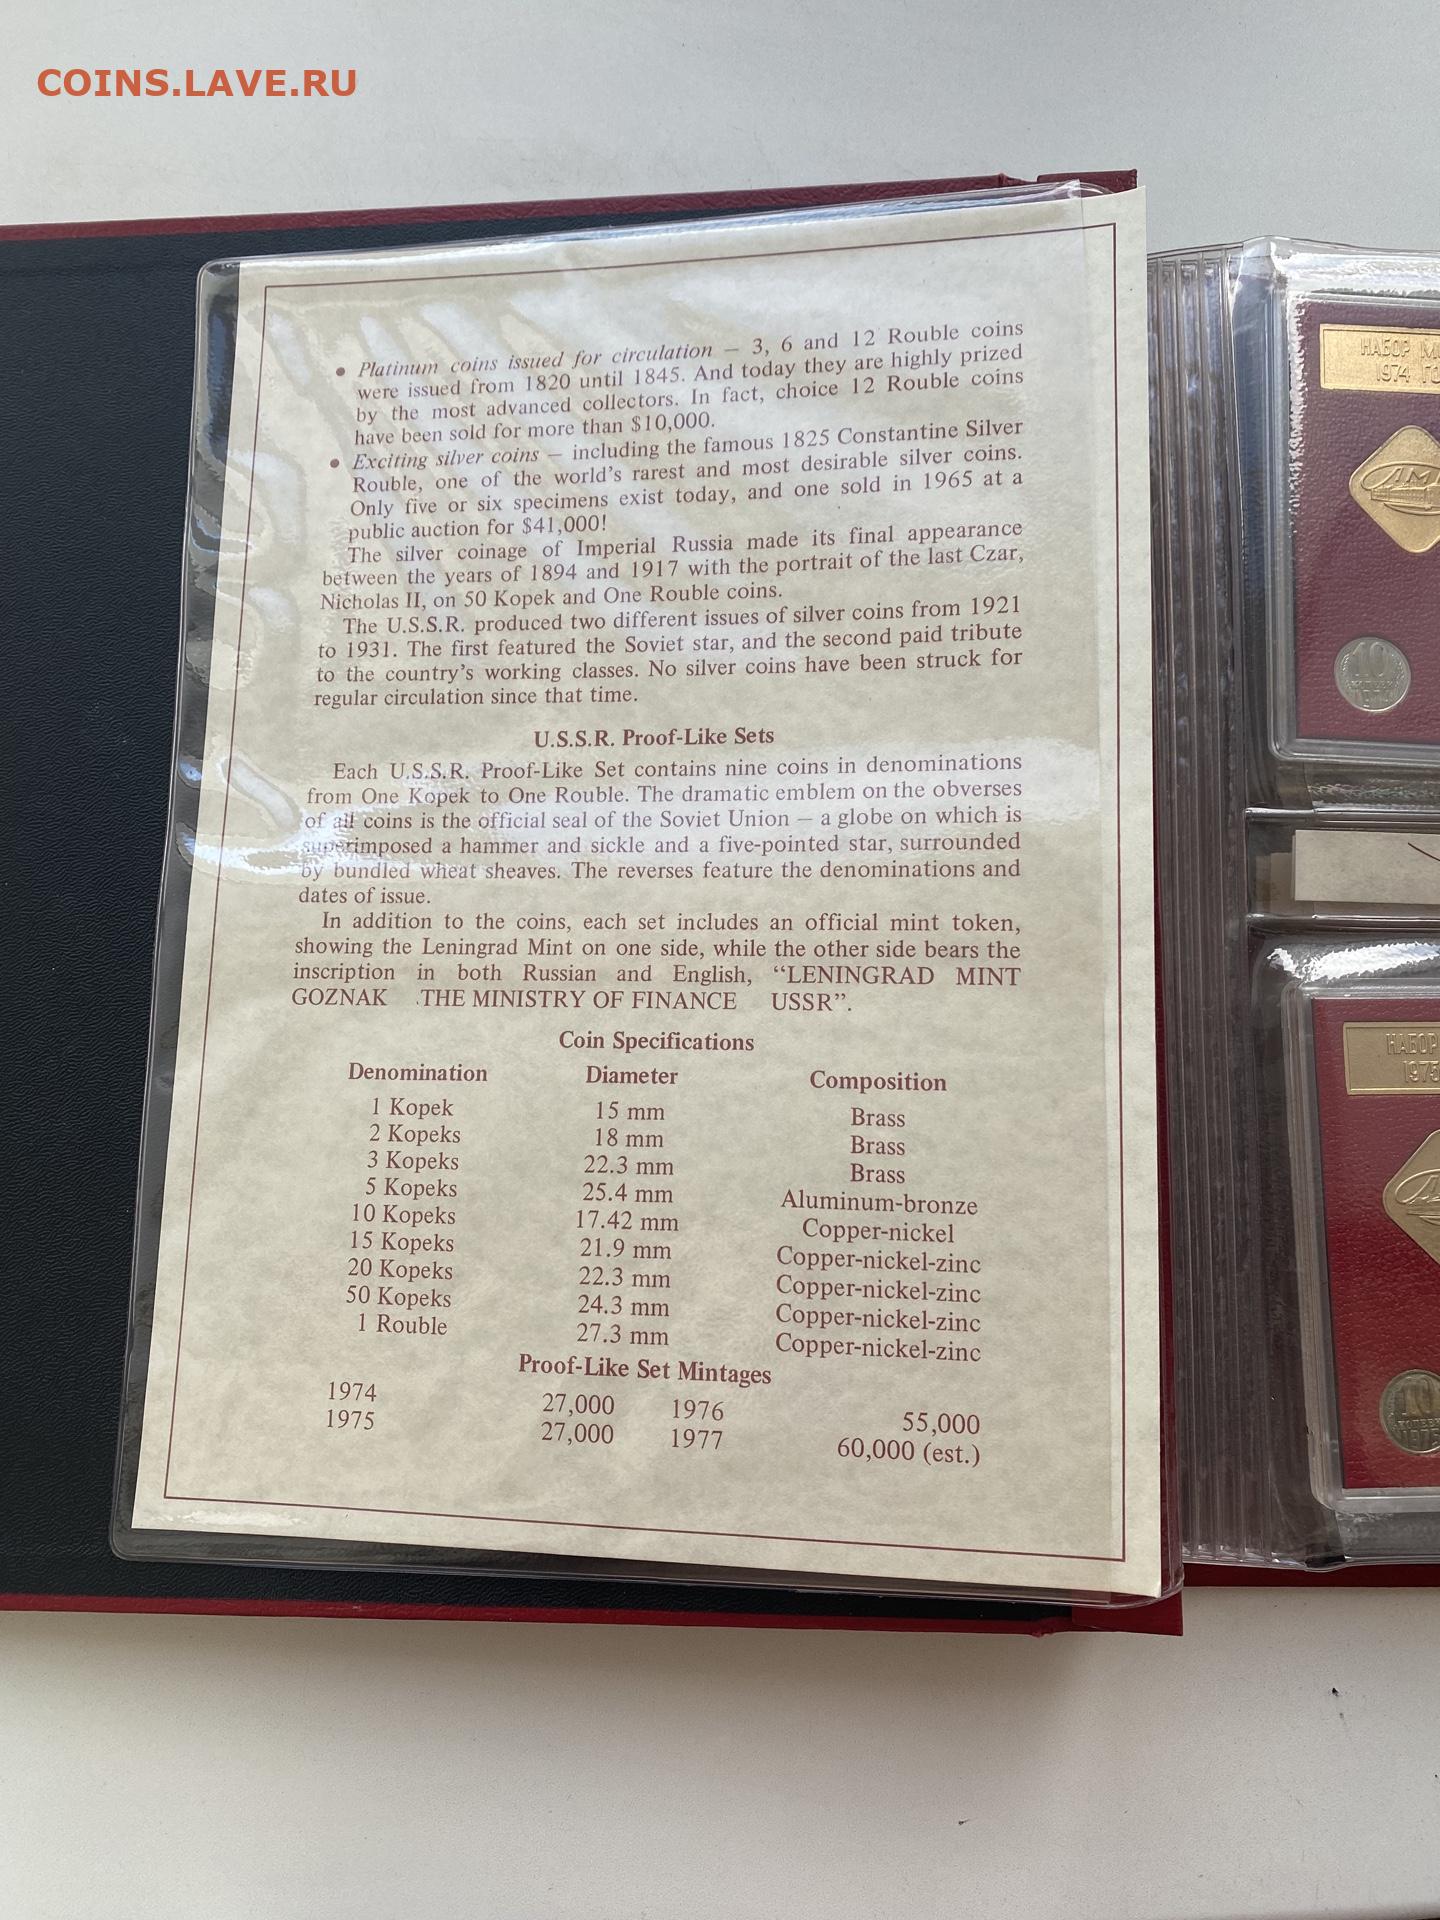 COINS.LAVE.RU
• Platinum coins issued for circulation — 3, 6 and 12 Rouble coins
were issued from 1820 until 1845. And today they are highly prized
by the most advanced collectors. In fact, choice 12 Rouble coins
have been sold for more than $10,000.
• Exciting silver coins — including the famous 1825 Constantine Silver
Rouble, one of the world's rarest and most desirable silver coins.
Only five or six specimens exist today, and one sold in 1965 at a
public auction for $41,000!
The silver coinage of Imperial Russia made its final appearance
between the years of 1894 and 1917 with the portrait of the last Czar,
Nicholas II, on 50 Kopek and One Rouble coins.
The U.S.S.R. produced two different issues of silver coins from 1921
to 1931. The first featured the Soviet star, and the second paid tribute
to the country's working classes. No silver coins have been struck for
regular circulation since that time.
U.S.S.R. Proof-Like Sets
Each U.S.S.R. Proof-Like Set contains nine coins in denominations
from One Kopek to One Rouble. The dramatic emblem on the obverses
of all coins is the official seal of the Soviet Union — a globe on which is
superimposed a hammer and sickle and a five-pointed star, surrounded
by bundled wheat sheaves. The reverses feature the denominations and
dates of issue.
In addition to the coins, each set includes an official mint token,
showing the Leningrad Mint on one side, while the other side bears the
inscription in both Russian and English, “LENINGRAD MINT
GOZNAK THE MINISTRY OF FINANCE USSR”.
Coin Specifications
Denomination Diameter Composition
1 Kopek 15 mm Brass
2 Kopeks 18 mm Brass
3 Kopeks 22.3 mm Brass
5 Kopeks 25.4 mm Aluminum-bronze
10 Kopeks 17.42 mm Copper-nickel
15 Kopeks 21.9 mm Copper-nickel-zinc
20 Kopeks 22.3 mm Copper-nickel-zinc
50 Kopeks 24.3 mm Copper-nickel-zinc
1 Rouble 27.3 mm Copper-nickel-zinc
Proof-Like Set Mintages
1974 27,000 1976 55,000
1975 27,000 1977 60,000 (est.)
НАБОР
1974
10
КОПЕЕК
1974
НАБОР
1975
10
1975